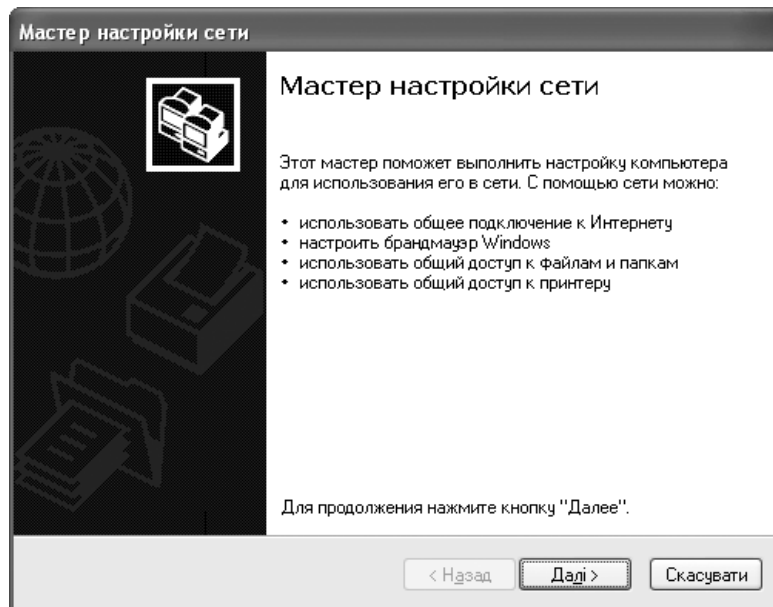 Мастер настройки сети
Мастер настройки сети
Этот мастер поможет выполнить настройку компьютера
для использования его в сети. С помощью сети можно:
• использовать общее подключение к Интернету
• настроить брандмауэр Windows
• использовать общий доступ к файлам и папкам
• использовать общий доступ к принтеру
Для продолжения нажмите кнопку "Далее".
< Назад Далі > Скасувати